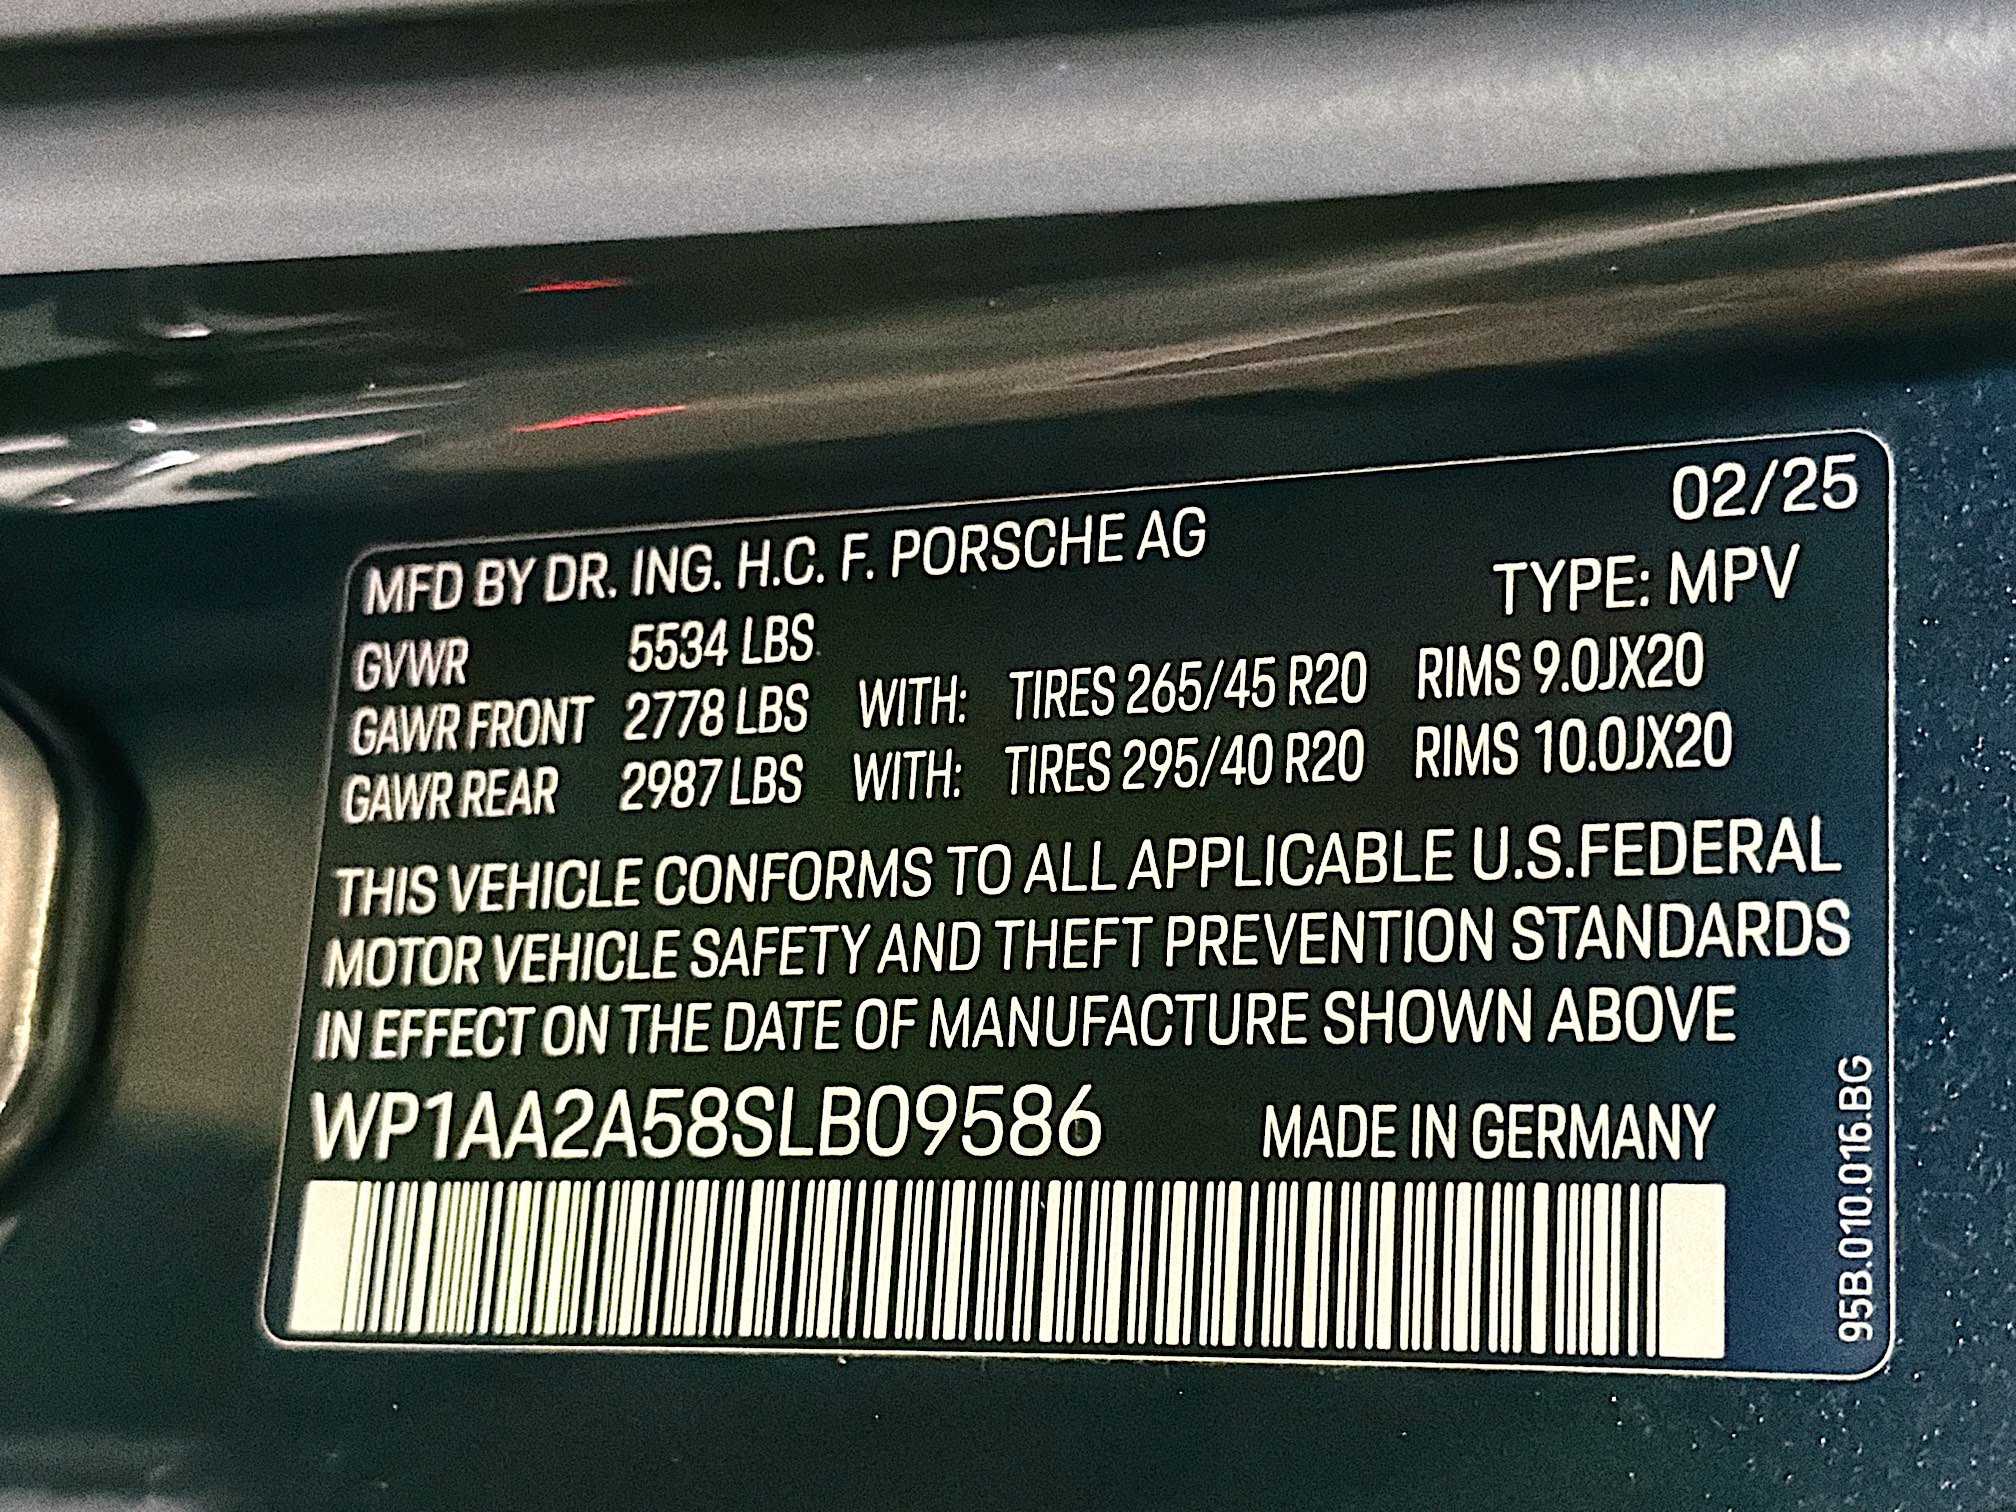 02/25
MFD BY DR. ING. H.C. F. PORSCHE AG
TYPE: MPV
GVWR 5534 LBS
GAWR FRONT 2778 LBS WITH: TIRES 265/45 R20 RIMS 9.0JX20
GAWR REAR 2987 LBS WITH: TIRES 295/40 R20 RIMS 10.0JX20
THIS VEHICLE CONFORMS TO ALL APPLICABLE U.S.FEDERAL
MOTOR VEHICLE SAFETY AND THEFT PREVENTION STANDARDS
IN EFFECT ON THE DATE OF MANUFACTURE SHOWN ABOVE
WP1AA2A58SLB09586 MADE IN GERMANY
95B.010.016.BG